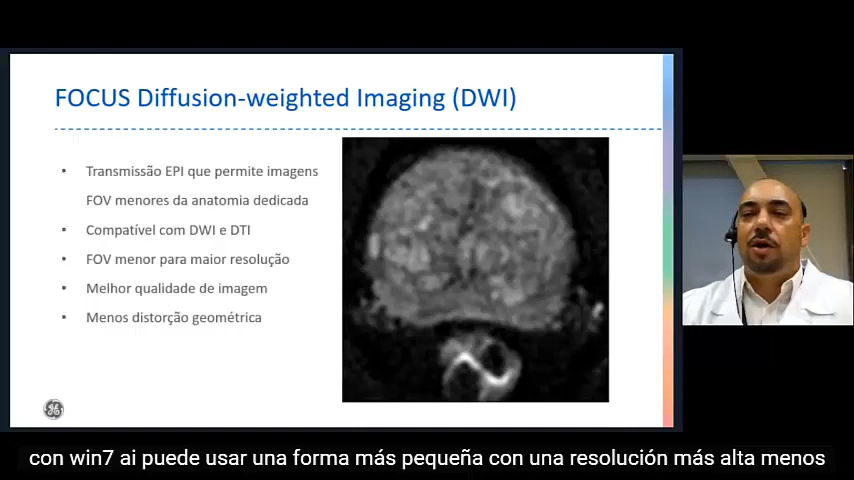 FOCUS Diffusion-weighted Imaging (DWI)
• Transmissão EPI que permite imagens
FOV menores da anatomia dedicada
• Compatível com DWI e DTI
• FOV menor para maior resolução
• Melhor qualidade de imagem
• Menos distorção geométrica
con win7 ai puede usar una forma más pequeña con una resolución más alta menos